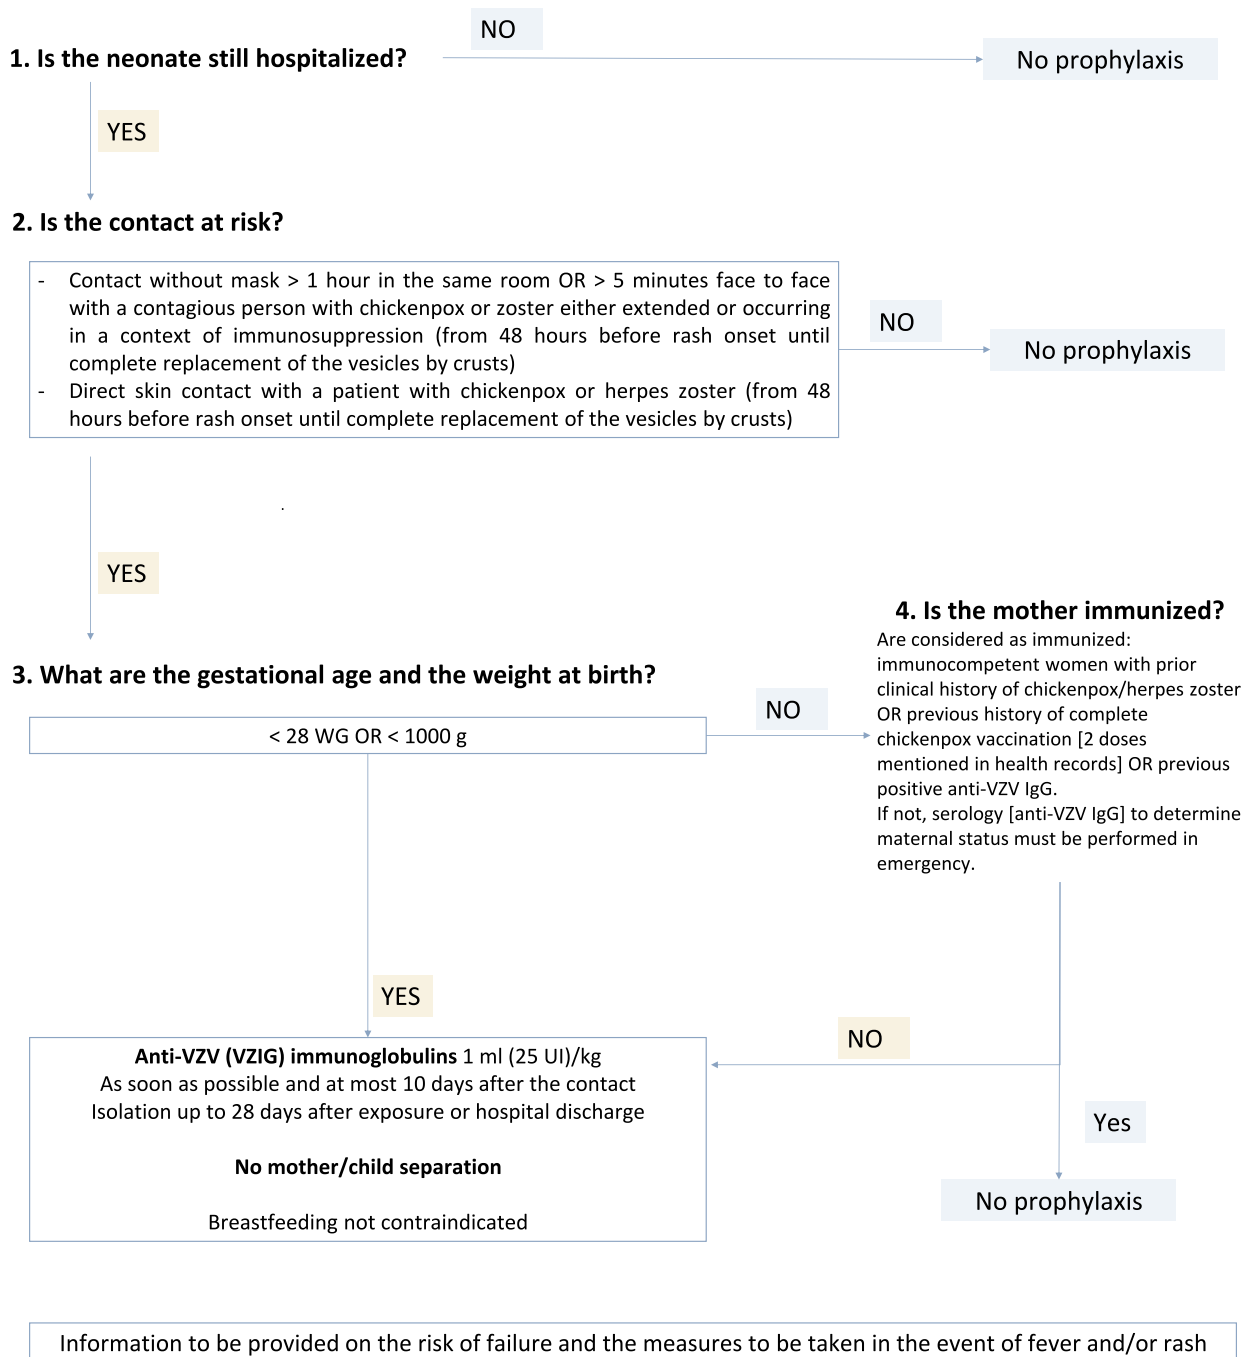 NO
1. Is the neonate still hospitalized?
No prophylaxis
YES
2. Is the contact at risk?
- Contact without mask > 1 hour in the same room OR > 5 minutes face to face
with a contagious person with chickenpox or zoster either extended or occurring
in a context of immunosuppression (from 48 hours before rash onset until
complete replacement of the vesicles by crusts)
- Direct skin contact with a patient with chickenpox or herpes zoster (from 48
hours before rash onset until complete replacement of the vesicles by crusts)
NO
No prophylaxis
.
YES
3. What are the gestational age and the weight at birth?
< 28 WG OR < 1000 g
NO
4. Is the mother immunized?
Are considered as immunized:
immunocompetent women with prior
clinical history of chickenpox/herpes zoster
OR previous history of complete
chickenpox vaccination [2 doses
mentioned in health records] OR previous
positive anti-VZV IgG.
If not, serology [anti-VZV IgG] to determine
maternal status must be performed in
emergency.
YES
NO
Anti-VZV (VZIG) immunoglobulins 1 ml (25 UI)/kg
As soon as possible and at most 10 days after the contact
Isolation up to 28 days after exposure or hospital discharge
No mother/child separation
Breastfeeding not contraindicated
Yes
No prophylaxis
Information to be provided on the risk of failure and the measures to be taken in the event of fever and/or rash